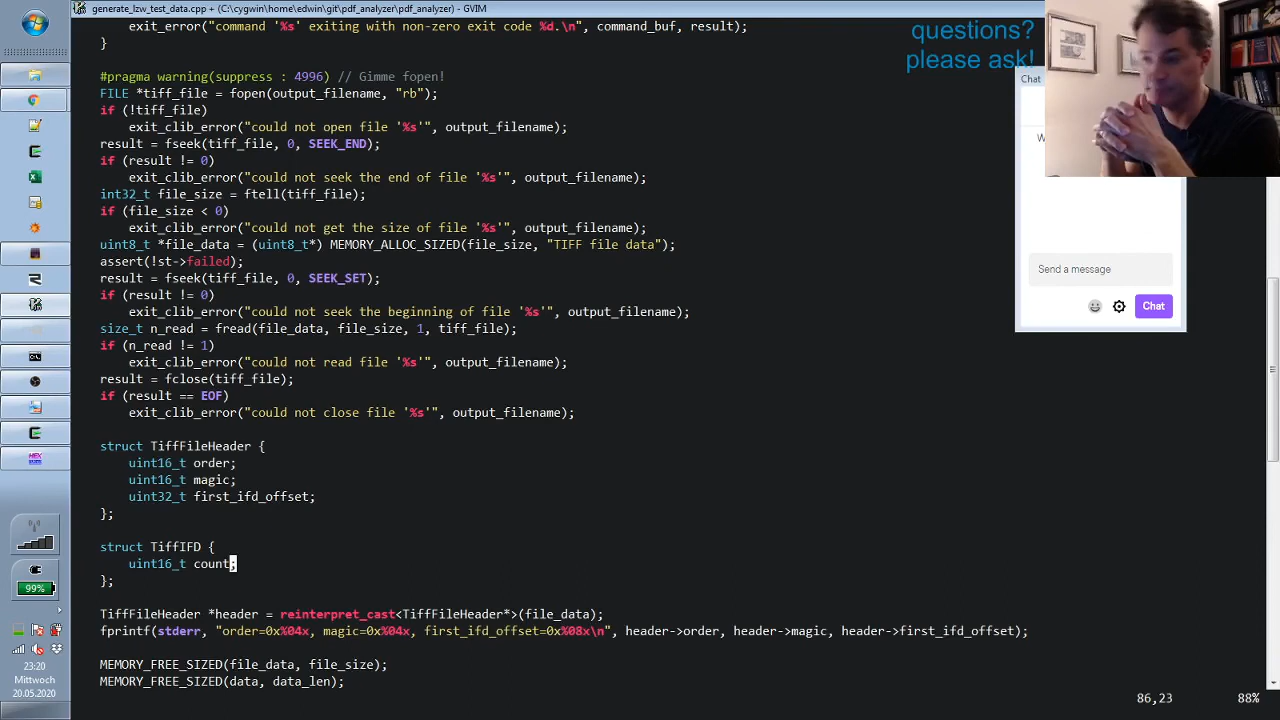 generate_lzw_test_data.cpp + (C:\cygwin\home\edwin\git\pdf_analyzer\pdf_analyzer) - GVIM
exit_error("command '%s' exiting with non-zero exit code %d.\n", command_buf, result);
}
#pragma warning(suppress : 4996) // Gimme fopen!
FILE *tiff_file = fopen(output_filename, "rb");
if (!tiff_file)
exit_clib_error("could not open file '%s'", output_filename);
result = fseek(tiff_file, 0, SEEK_END);
if (result != 0)
exit_clib_error("could not seek the end of file '%s'", output_filename);
int32_t file_size = ftell(tiff_file);
if (file_size < 0)
exit_clib_error("could not get the size of file '%s'", output_filename);
uint8_t *file_data = (uint8_t*) MEMORY_ALLOC_SIZED(file_size, "TIFF file data");
assert(!st->failed);
result = fseek(tiff_file, 0, SEEK_SET);
if (result != 0)
exit_clib_error("could not seek the beginning of file '%s'", output_filename);
size_t n_read = fread(file_data, file_size, 1, tiff_file);
if (n_read != 1)
exit_clib_error("could not read file '%s'", output_filename);
result = fclose(tiff_file);
if (result == EOF)
exit_clib_error("could not close file '%s'", output_filename);
struct TiffFileHeader {
uint16_t order;
uint16_t magic;
uint32_t first_ifd_offset;
};
struct TiffIFD {
uint16_t count;
};
TiffFileHeader *header = reinterpret_cast<TiffFileHeader*>(file_data);
fprintf(stderr, "order=0x%04x, magic=0x%04x, first_ifd_offset=0x%08x\n", header->order, header->magic, header->first_ifd_offset);
MEMORY_FREE_SIZED(file_data, file_size);
MEMORY_FREE_SIZED(data, data_len);
86,23
88%
questions?
please ask!
Chat
W
Send a message
Chat
HEX
99%
23:20
Mittwoch
20.05.2020